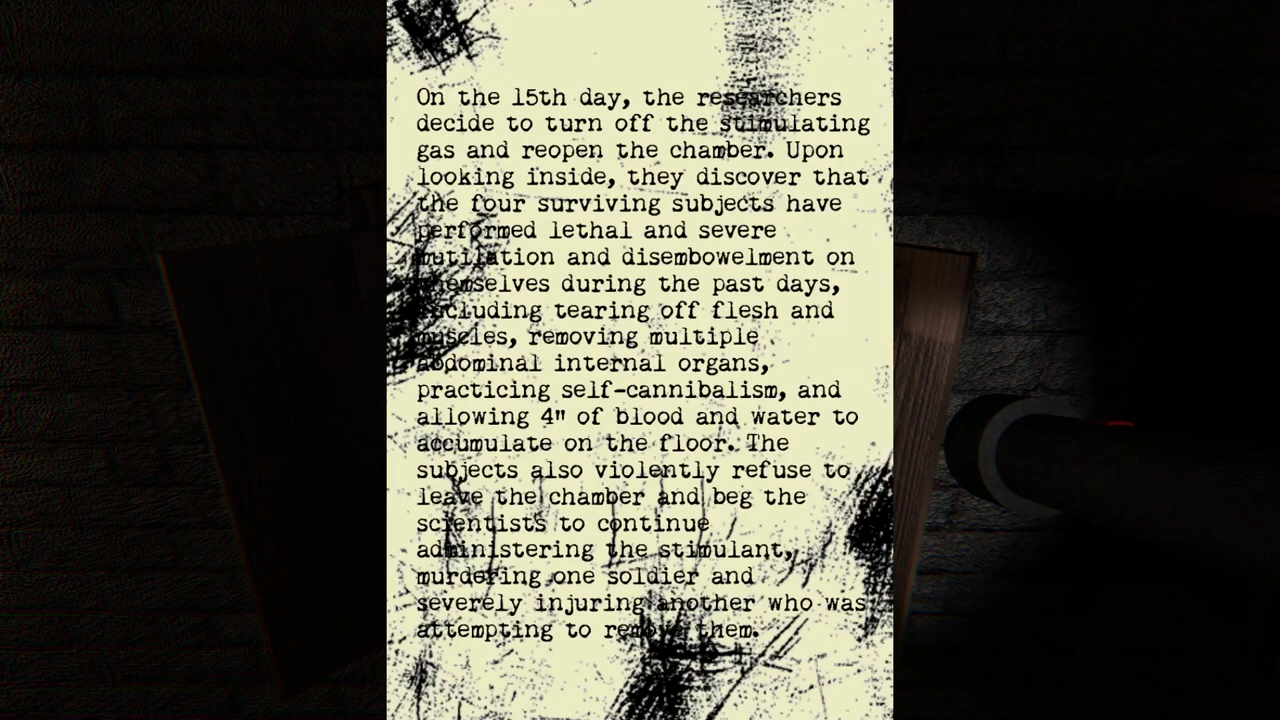 On the 15th day, the researchers
decide to turn off the stimulating
gas and reopen the chamber. Upon
looking inside, they discover that
the four surviving subjects have
performed lethal and severe
mutilation and disembowelment on
themselves during the past days,
including tearing off flesh and
muscles, removing multiple
abdominal internal organs,
practicing self-cannibalism, and
allowing 4" of blood and water to
accumulate on the floor. The
subjects also violently refuse to
leave the chamber and beg the
scientists to continue
administering the stimulant,
murdering one soldier and
severely injuring another who was
attempting to remove them.